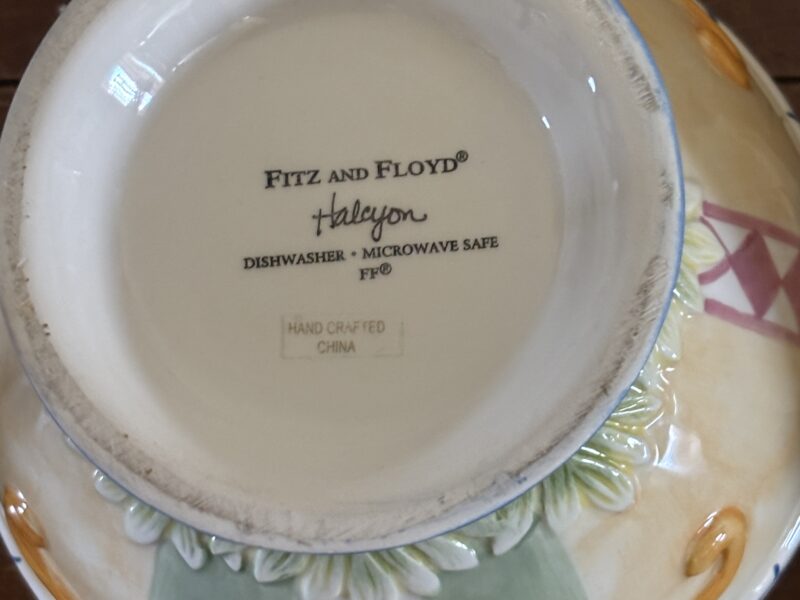 FITZ AND FLOYD®
Halcyon
DISHWASHER • MICROWAVE SAFE
FF®
HAND CRAFTED
CHINA